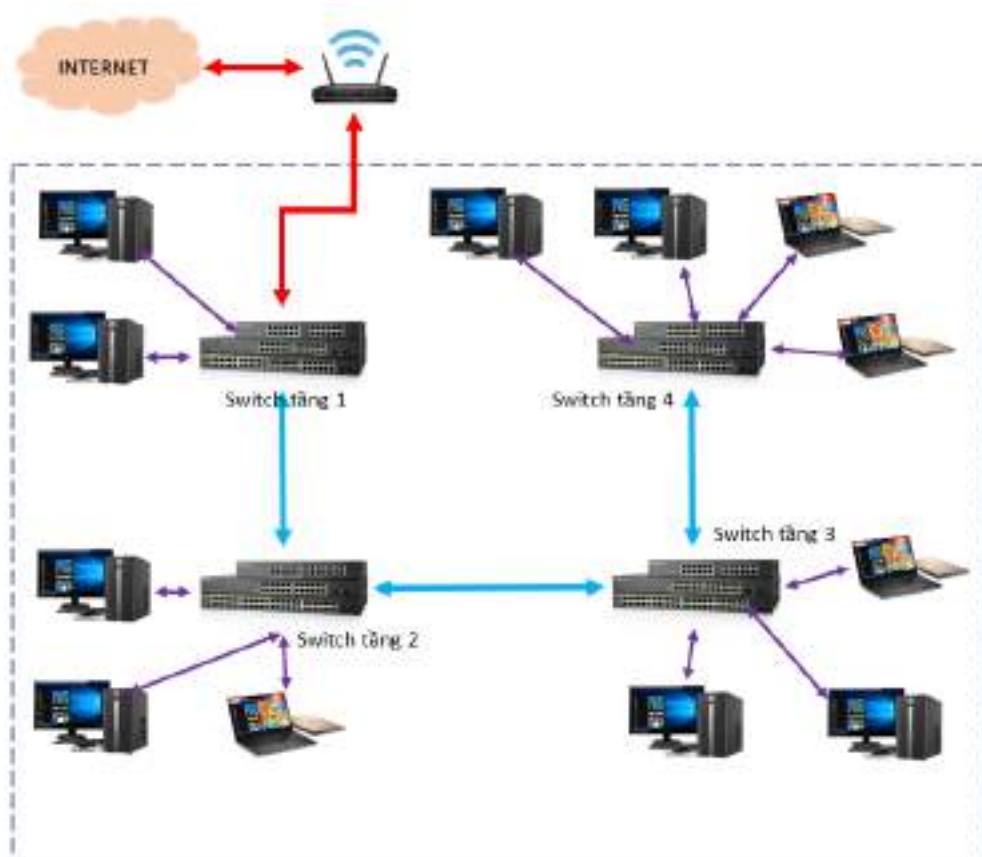 INTERNET
Switch tầng 1
Switch tầng 4
Switch tầng 3
Switch tầng 2